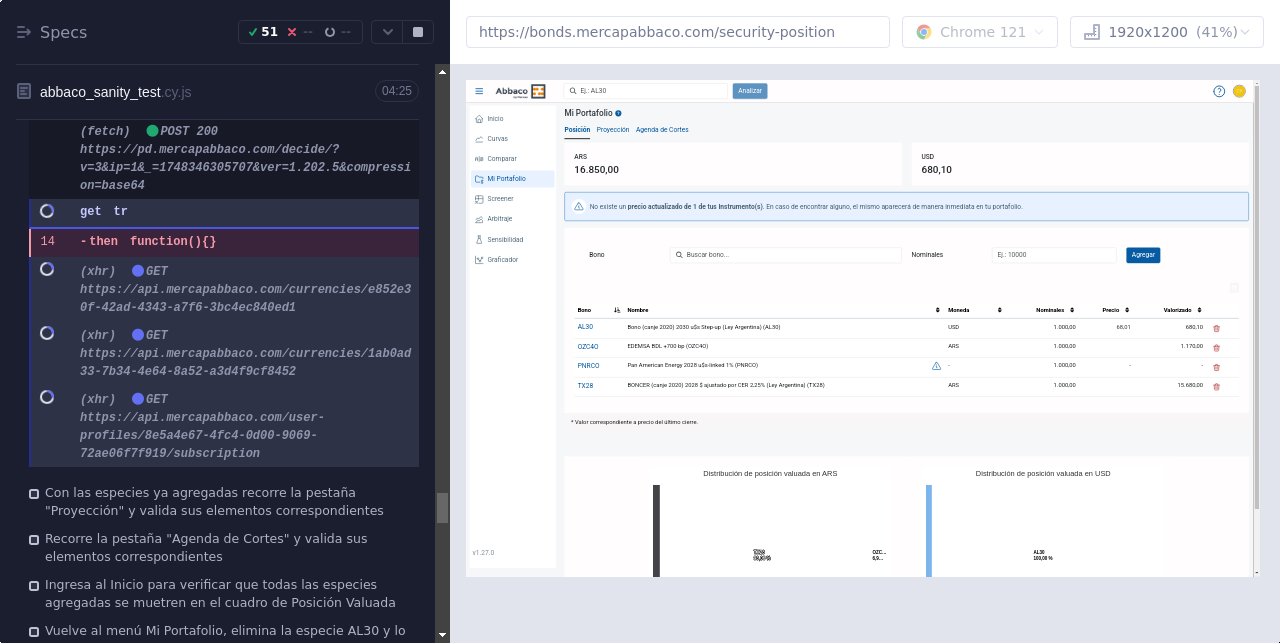 Specs
51
--
--
https://bonds.mercapabbaco.com/security-position
Chrome 121
1920x1200 (41%)
abbaco_sanity_test.cy.js
04:25
(fetch) POST 200
https://pd.mercapabbaco.com/decide/?
v=3&ip=1&_=1748346305707&ver=1.202.5&compressi
on=base64
get tr
14 -then function(){}
(xhr) GET
https://api.mercapabbaco.com/currencies/e852e3
0f-42ad-4343-a7f6-3bc4ec840ed1
(xhr) GET
https://api.mercapabbaco.com/currencies/1ab0ad
33-7b34-4e64-8a52-a3d4f9cf8452
(xhr) GET
https://api.mercapabbaco.com/user-
profiles/8e5a4e67-4fc4-0d00-9069-
72ae06f7f919/subscription
Con las especies ya agregadas recorre la pestaña
"Proyección" y valida sus elementos correspondientes
Recorre la pestaña "Agenda de Cortes" y valida sus
elementos correspondientes
Ingresa al Inicio para verificar que todas las especies
agregadas se muetren en el cuadro de Posición Valuada
Vuelve al menú Mi Portafolio, elimina la especie AL30 y lo
Abbaco
Ej.: AL30
Analizar
Inicio
Curvas
Comparar
Mi Portafolio
Screener
Arbitraje
Sensibilidad
Graficador
v1.27.0
Mi Portafolio
Posición Proyección Agenda de Cortes
ARS
16.850,00
USD
680,10
No existe un precio actualizado de 1 de tus instrumento(s). En caso de encontrar alguno, el mismo aparecerá de manera inmediata en tu portafolio.
Bono
Buscar bono...
Nominales
Ej.: 10000
Agregar
Bono Nombre Moneda Nominales Precio Valorizado
AL30 Bono (canje 2020) 2030 u$s Step-up (Ley Argentina) (AL30) USD 1.000,00 68,01 680,10
OZC4O EDEMSA BDL +700 bp (OZC4O) ARS 1.000,00 1.170,00
PNRCO Pan American Energy 2028 u$s-linked 1% (PNRCO) - 1.000,00 - -
TX28 BONCER (canje 2020) 2028 $ ajustado por CER 2,25% (Ley Argentina) (TX28) ARS 1.000,00 15.680,00
* Valor correspondiente a precio del último cierre.
Distribución de posición valuada en ARS
OZC...
6,9...
Distribución de posición valuada en USD
AL30
100,00 %